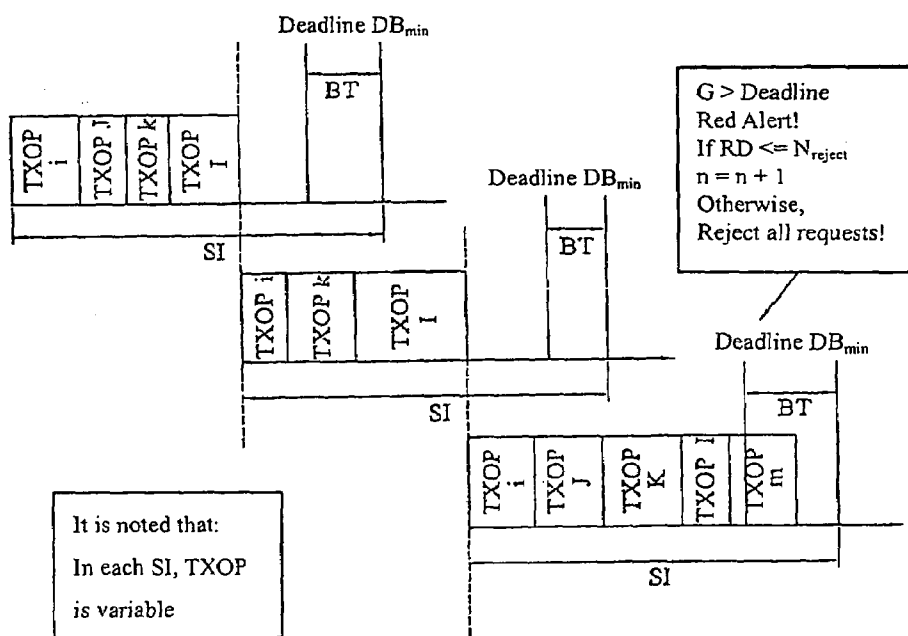 Deadline DB_min
BT
TXOP i
TXOP J
TXOP k
TXOP I
SI
Deadline DB_min
BT
TXOP i
TXOP k
TXOP I
SI
G > Deadline
Red Alert!
If RD <= N_reject
n = n + 1
Otherwise,
Reject all requests!
Deadline DB_min
BT
TXOP i
TXOP J
TXOP K
TXOP I
TXOP m
SI
It is noted that:
In each SI, TXOP
is variable